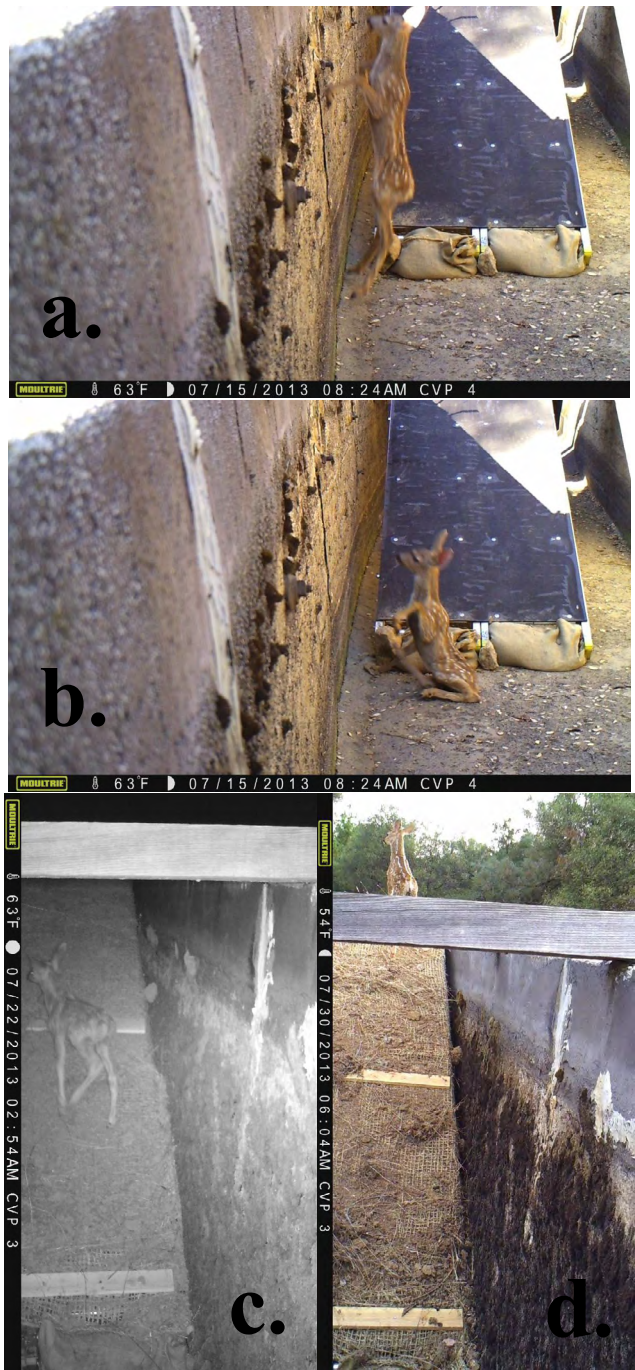 a.
MOULTRIE 63°F 07/15/2013 08:24AM CVP 4
b.
MOULTRIE 63°F 07/15/2013 08:24AM CVP 4
MOULTRIE 63°F 07/22/2013 02:54AM CVP 3
c.
MOULTRIE 54°F 07/30/2013 06:04AM CVP 3
d.